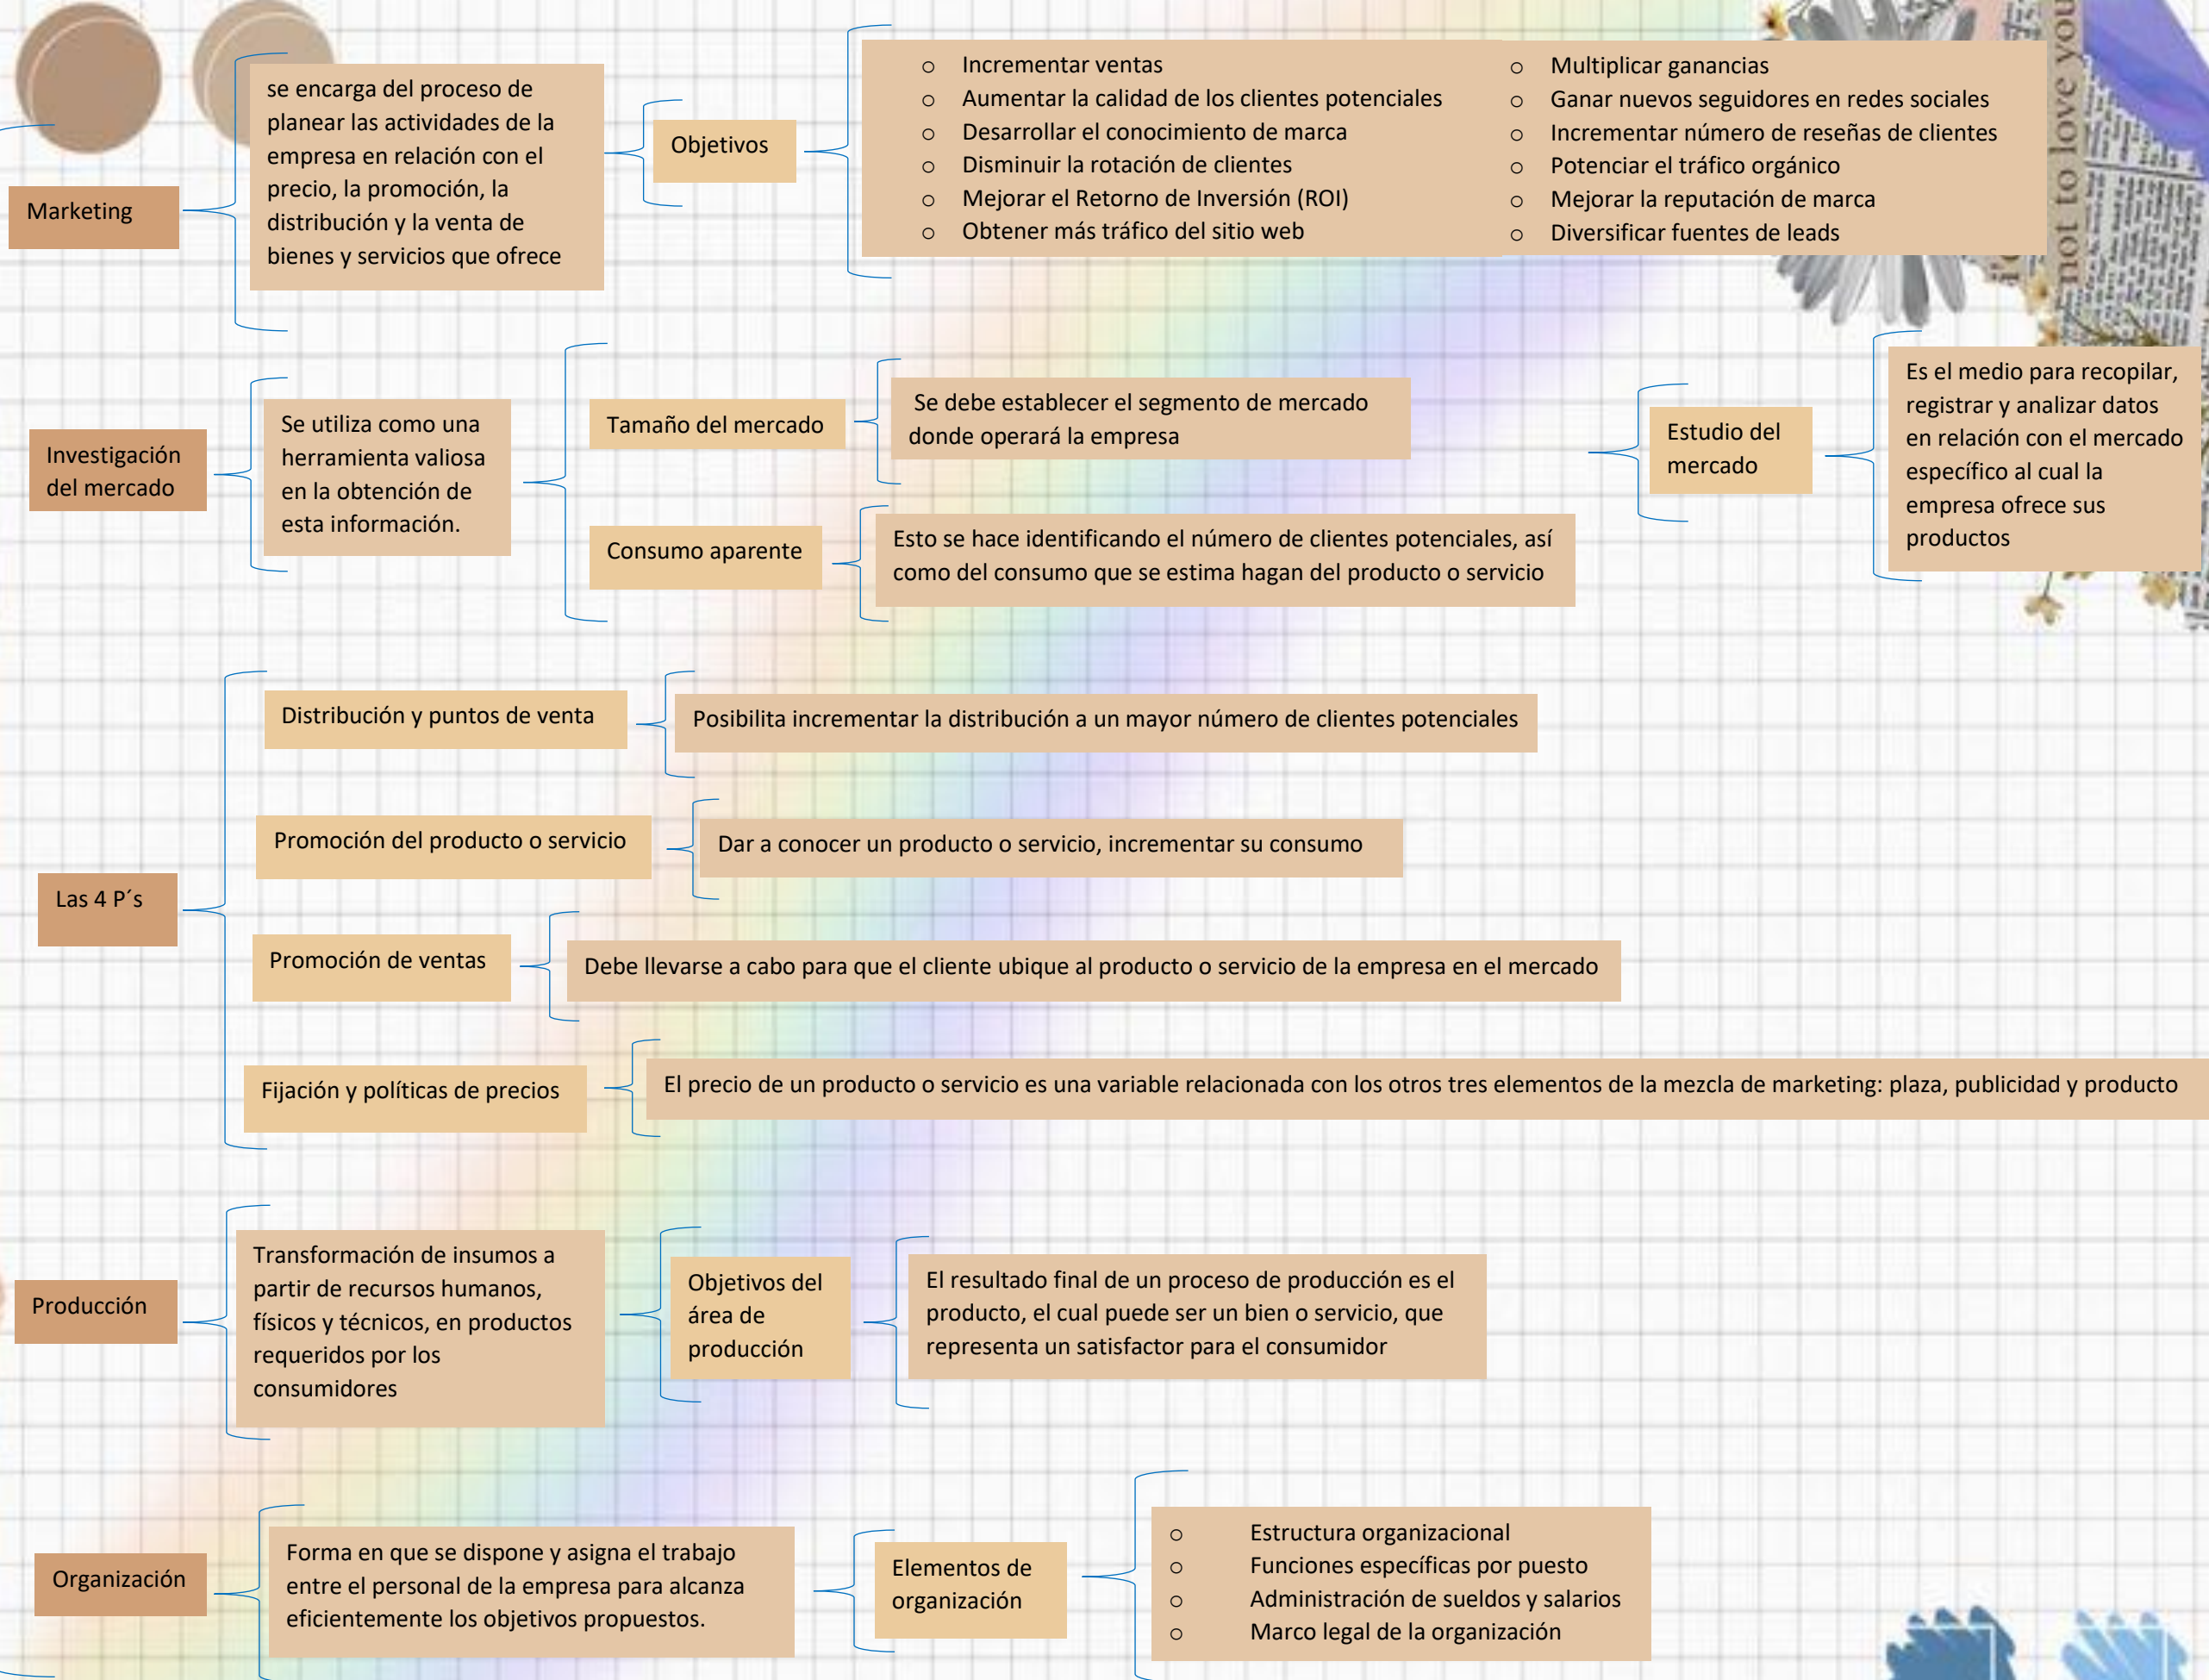 Marketing
se encarga del proceso de
planear las actividades de la
empresa en relación con el
precio, la promoción, la
distribución y la venta de
bienes y servicios que ofrece
Objetivos
o Incrementar ventas
o Aumentar la calidad de los clientes potenciales
o Desarrollar el conocimiento de marca
o Disminuir la rotación de clientes
o Mejorar el Retorno de Inversión (ROI)
o Obtener más tráfico del sitio web
o Multiplicar ganancias
o Ganar nuevos seguidores en redes sociales
o Incrementar número de reseñas de clientes
o Potenciar el tráfico orgánico
o Mejorar la reputación de marca
o Diversificar fuentes de leads
not to love you
Investigación
del mercado
Se utiliza como una
herramienta valiosa
en la obtención de
esta información.
Tamaño del mercado
Se debe establecer el segmento de mercado
donde operará la empresa
Consumo aparente
Esto se hace identificando el número de clientes potenciales, así
como del consumo que se estima hagan del producto o servicio
Estudio del
mercado
Es el medio para recopilar,
registrar y analizar datos
en relación con el mercado
específico al cual la
empresa ofrece sus
productos
Las 4 P´s
Distribución y puntos de venta
Posibilita incrementar la distribución a un mayor número de clientes potenciales
Promoción del producto o servicio
Dar a conocer un producto o servicio, incrementar su consumo
Promoción de ventas
Debe llevarse a cabo para que el cliente ubique al producto o servicio de la empresa en el mercado
Fijación y políticas de precios
El precio de un producto o servicio es una variable relacionada con los otros tres elementos de la mezcla de marketing: plaza, publicidad y producto
Producción
Transformación de insumos a
partir de recursos humanos,
físicos y técnicos, en productos
requeridos por los
consumidores
Objetivos del
área de
producción
El resultado final de un proceso de producción es el
producto, el cual puede ser un bien o servicio, que
representa un satisfactor para el consumidor
Organización
Forma en que se dispone y asigna el trabajo
entre el personal de la empresa para alcanza
eficientemente los objetivos propuestos.
Elementos de
organización
o Estructura organizacional
o Funciones específicas por puesto
o Administración de sueldos y salarios
o Marco legal de la organización